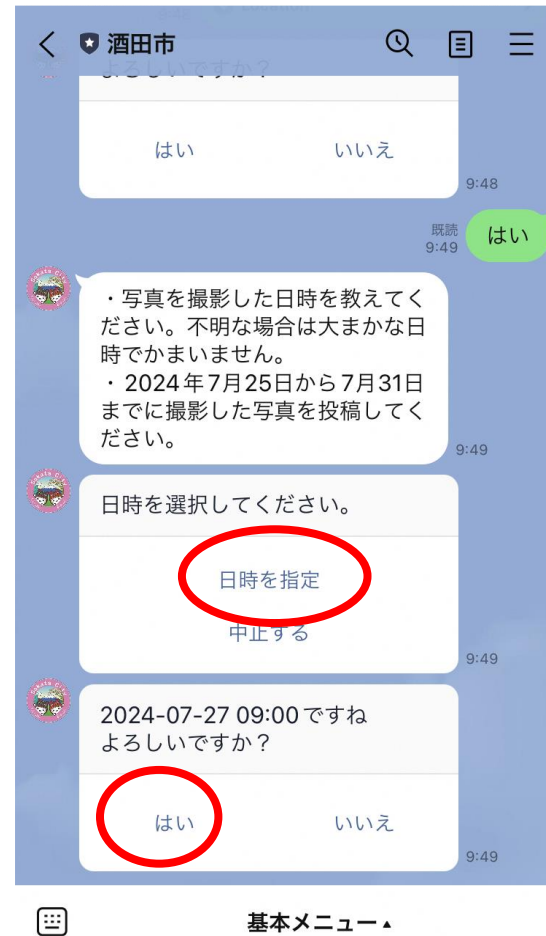 酒田市
よろしいですか？
はい いいえ
9:48
既読
9:49
はい
・写真を撮影した日時を教えてく
ださい。不明な場合は大まかな日
時でかまいません。
・2024年7月25日から7月31日
までに撮影した写真を投稿してく
ださい。
9:49
日時を選択してください。
日時を指定
中止する
9:49
2024-07-27 09:00ですね
よろしいですか？
はい いいえ
9:49
基本メニュー▲